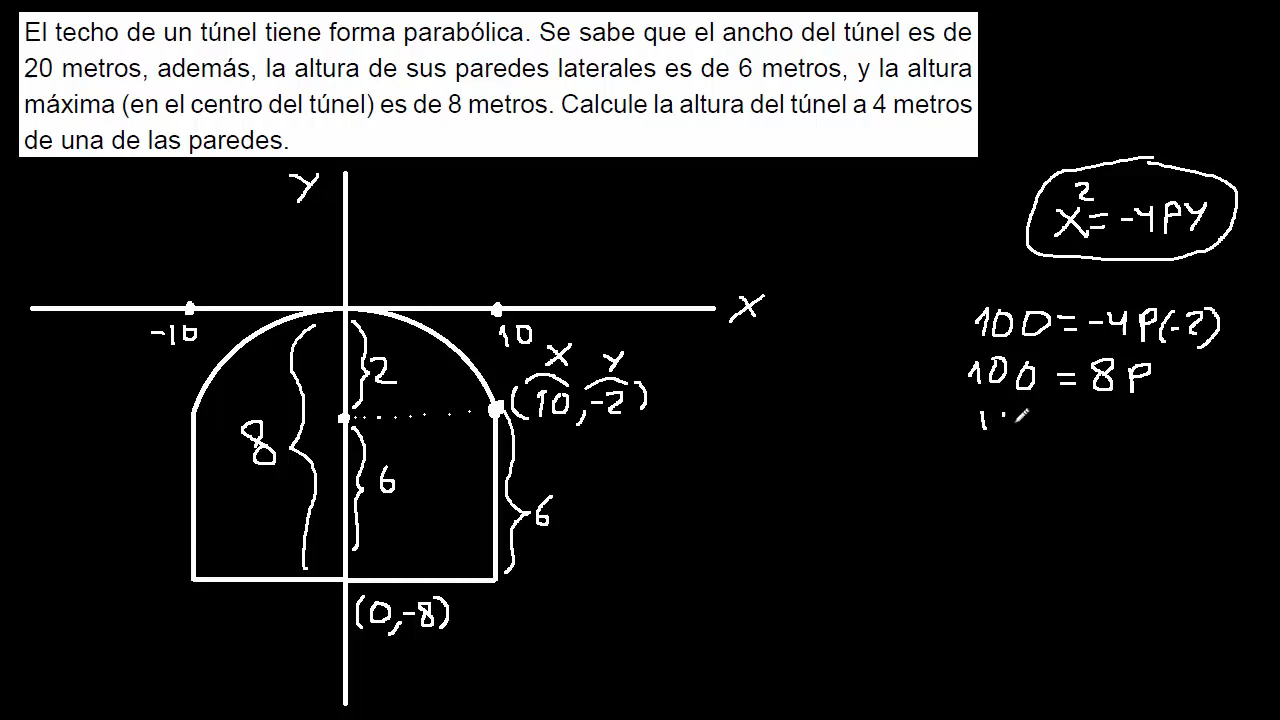 El techo de un túnel tiene forma parabólica. Se sabe que el ancho del túnel es de
20 metros, además, la altura de sus paredes laterales es de 6 metros, y la altura
máxima (en el centro del túnel) es de 8 metros. Calcule la altura del túnel a 4 metros
de una de las paredes.
Y
x² = -4PY
X
-10
10
100 = -4P(-2)
X Y
(10, -2)
2
100 = 8P
8
6
6
(0, -8)